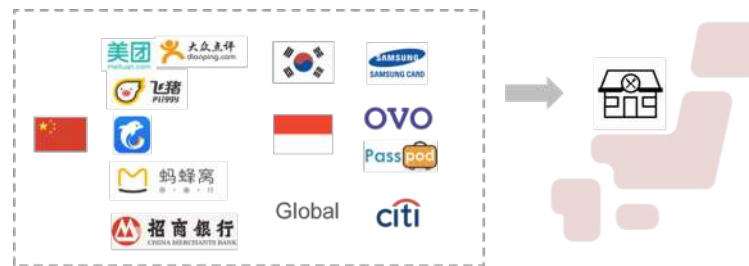 美团
meituan.com
大众点评
dianping.com
飞猪
Fliggy
蚂蜂窝
招商银行
CHINA MERCHANTS BANK
SAMSUNG
SAMSUNG CARD
OVO
Passpod
Global
citi